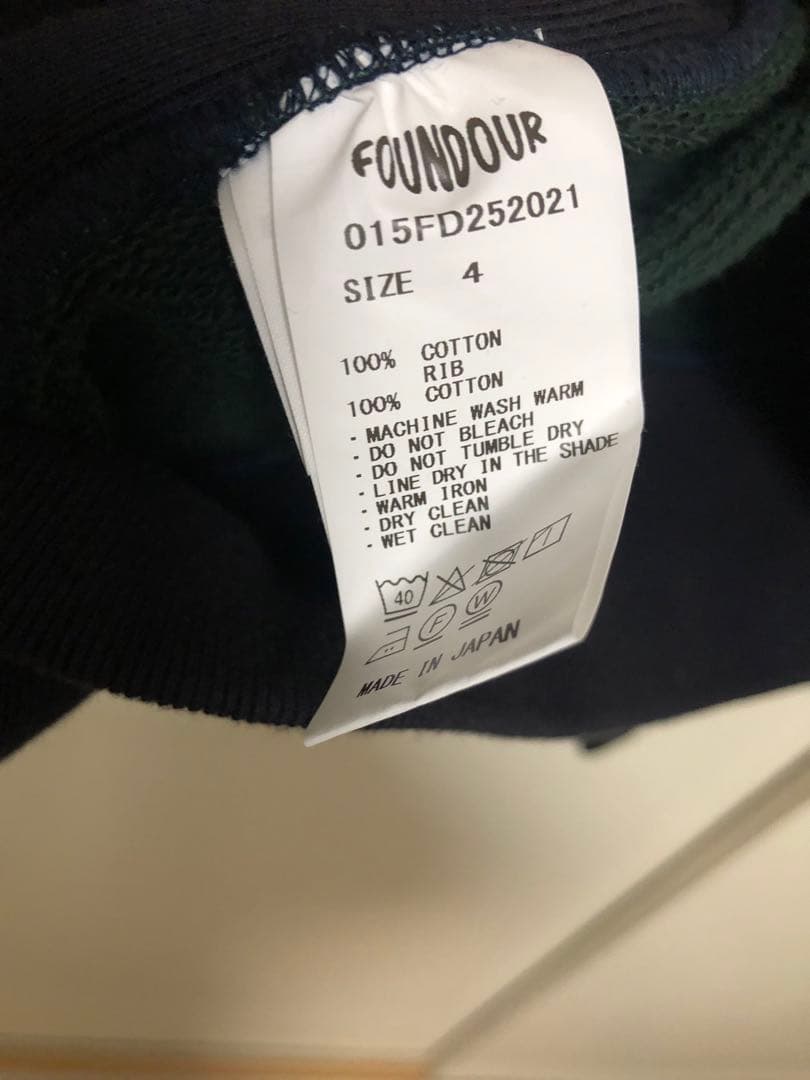 FOUNDOUR
015FD252021
SIZE 4
100% COTTON
RIB
100% COTTON
· MACHINE WASH WARM
· DO NOT BLEACH
· DO NOT TUMBLE DRY
· LINE DRY IN THE SHADE
· WARM IRON
· DRY CLEAN
· WET CLEAN
40
F W
MADE IN JAPAN